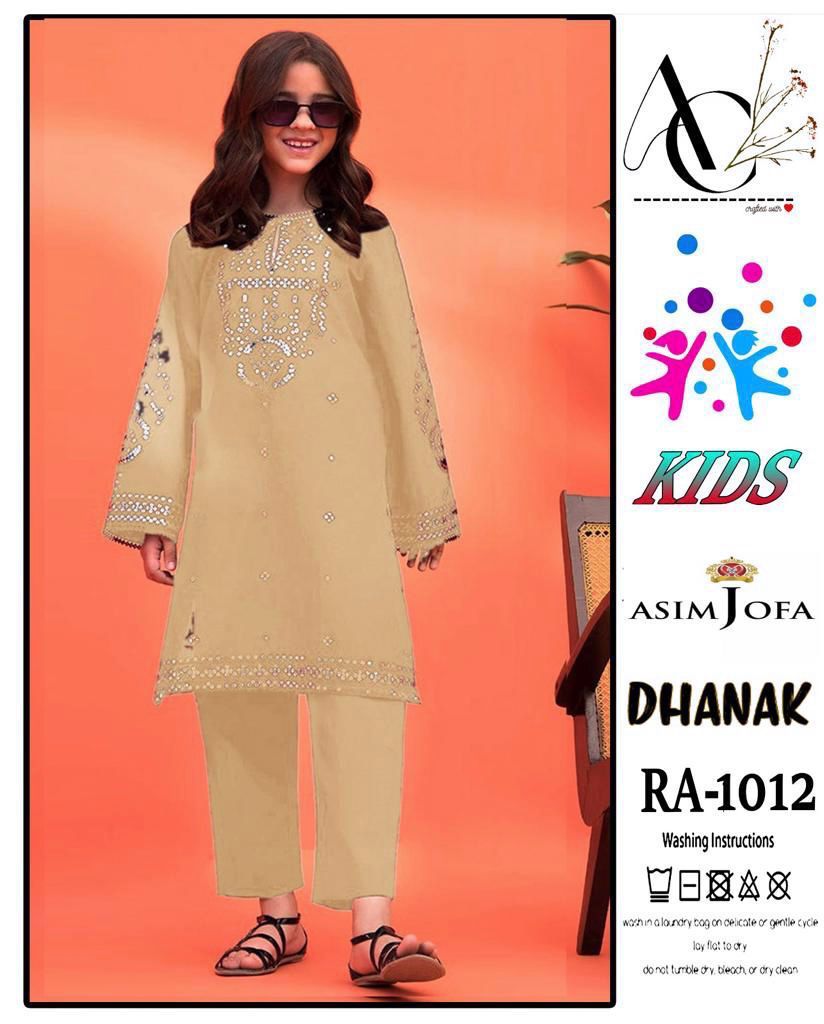 AC
crafted with
KIDS
ASIM JOFA
DHANAK
RA-1012
Washing Instructions
wash in a laundry bag on delicate or gentle cycle
lay flat to dry
do not tumble dry, bleach, or dry clean